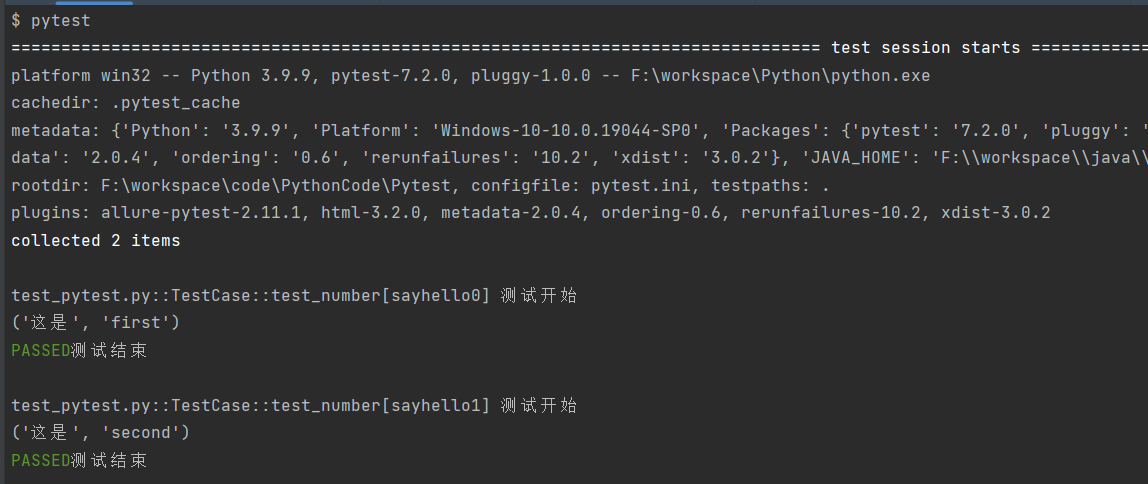 $ pytest
================================================================================= test session starts ============
platform win32 -- Python 3.9.9, pytest-7.2.0, pluggy-1.0.0 -- F:\workspace\Python\python.exe
cachedir: .pytest_cache
metadata: {'Python': '3.9.9', 'Platform': 'Windows-10-10.0.19044-SP0', 'Packages': {'pytest': '7.2.0', 'pluggy': '
data': '2.0.4', 'ordering': '0.6', 'rerunfailures': '10.2', 'xdist': '3.0.2'}, 'JAVA_HOME': 'F:\\workspace\\java\\
rootdir: F:\workspace\code\PythonCode\Pytest, configfile: pytest.ini, testpaths: .
plugins: allure-pytest-2.11.1, html-3.2.0, metadata-2.0.4, ordering-0.6, rerunfailures-10.2, xdist-3.0.2
collected 2 items
test_pytest.py::TestCase::test_number[sayhello0] 测试开始
('这是', 'first')
PASSED测试结束
test_pytest.py::TestCase::test_number[sayhello1] 测试开始
('这是', 'second')
PASSED测试结束